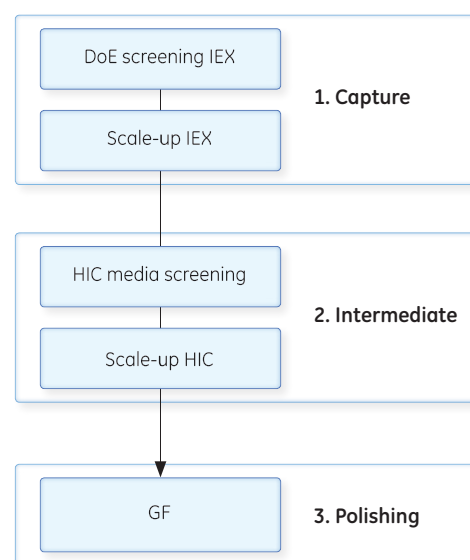 DoE screening IEX
1. Capture
Scale-up IEX
HIC media screening
2. Intermediate
Scale-up HIC
GF
3. Polishing